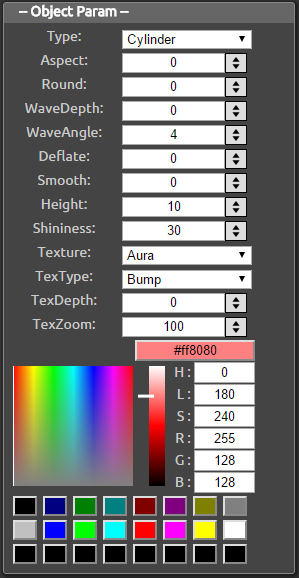 -- Object Param --
Type: Cylinder
Aspect: 0
Round: 0
WaveDepth: 0
WaveAngle: 4
Deflate: 0
Smooth: 0
Height: 10
Shininess: 30
Texture: Aura
TexType: Bump
TexDepth: 0
TexZoom: 100
#ff8080
H : 0
L : 180
S : 240
R : 255
G : 128
B : 128